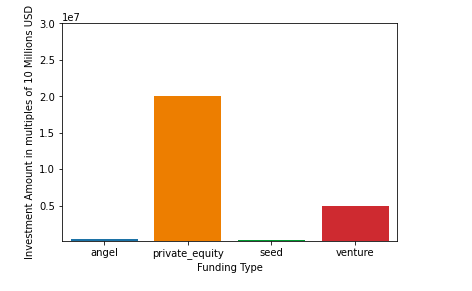 1e7
3.0
2.5
2.0
1.5
1.0
0.5
Investment Amount in multiples of 10 Millions USD
angel private_equity seed venture
Funding Type